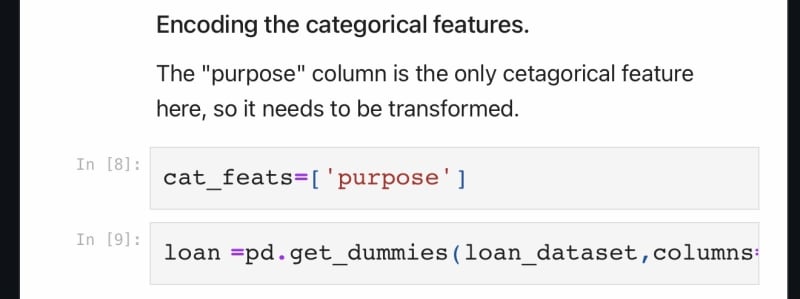 Encoding the categorical features.
The "purpose" column is the only cetagorical feature
here, so it needs to be transformed.
In [8]:
cat_feats=['purpose']
In [9]:
loan =pd.get_dummies(loan_dataset,columns=